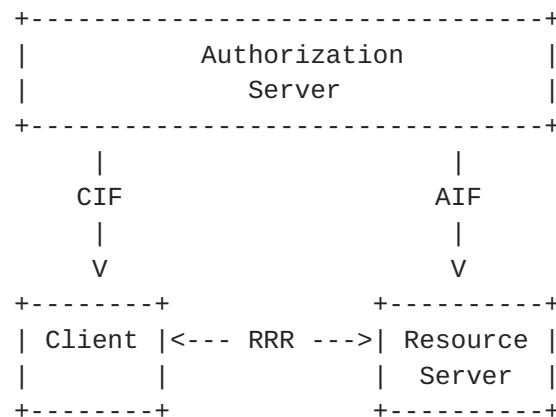 +---------------------------------+
|           Authorization         |
|              Server             |
+---------------------------------+
     |                      |
    CIF                    AIF
     |                      |
     V                      V
+--------+             +----------+
| Client |<--- RRR --->| Resource |
|        |             |  Server  |
+--------+             +----------+